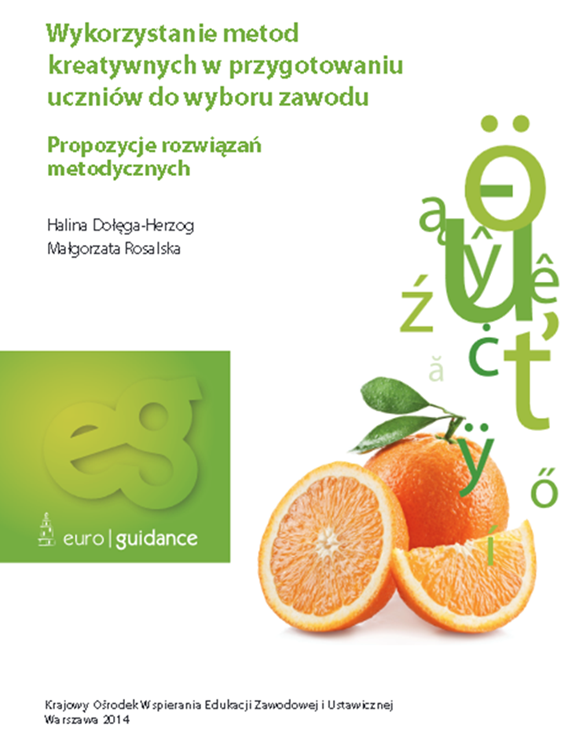 Wykorzystanie metod
kreatywnych w przygotowaniu
uczniów do wyboru zawodu
Propozycje rozwiązań
metodycznych
Halina Dołęga-Herzog
Małgorzata Rosalska
ö
ą
u
ŷ
ê
ź
ț
ç
ă
ÿ
ő
í
eg
euro|guidance
Krajowy Ośrodek Wspierania Edukacji Zawodowej i Ustawicznej
Warszawa 2014